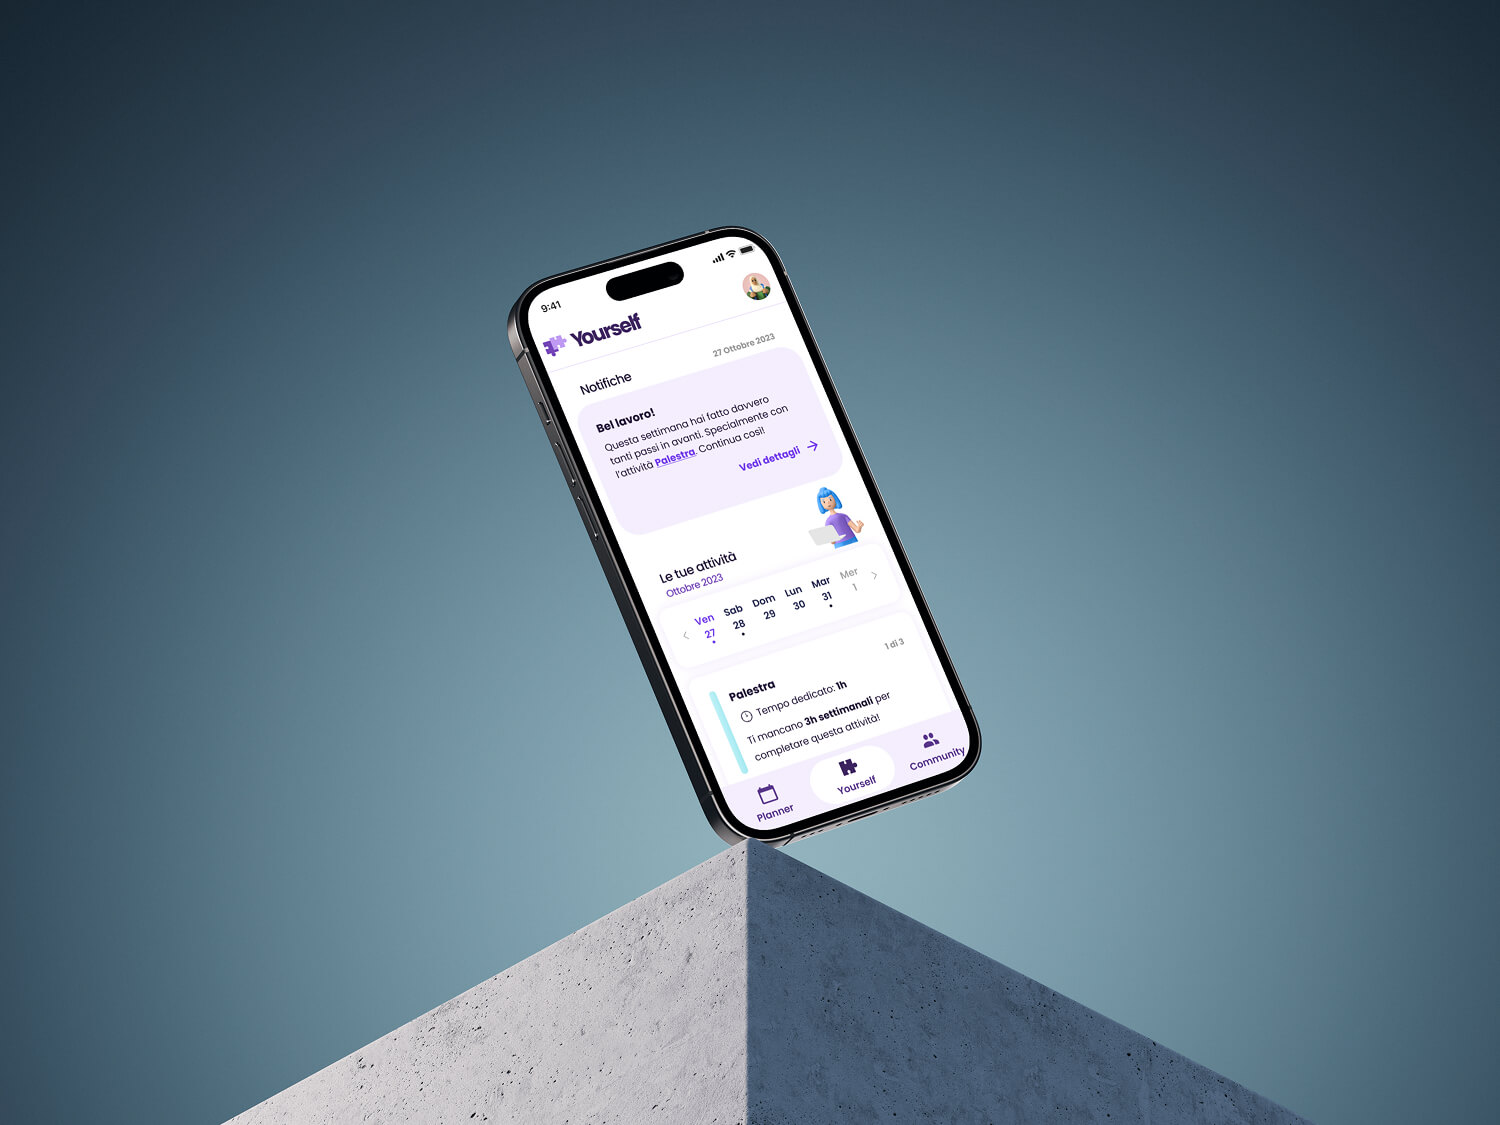 9:41
Yourself
27 Ottobre 2023
Notifiche
Bel lavoro!
Questa settimana hai fatto davvero
tanti passi in avanti. Specialmente con
l'attività Palestra. Continua così!
Vedi dettagli
Le tue attività
Ottobre 2023
Ven Sab Dom Lun Mar Mer
27 28 29 30 31 1
1 di 3
Palestra
Tempo dedicato: 1h
Ti mancano 3h settimanali per
completare questa attività!
Planner Yourself Community